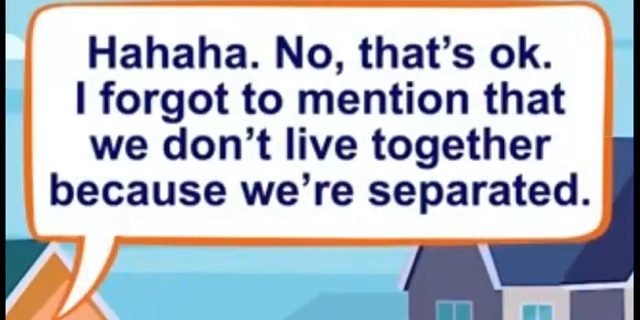 Hahaha. No, that's ok.
I forgot to mention that
we don't live together
because we're separated.